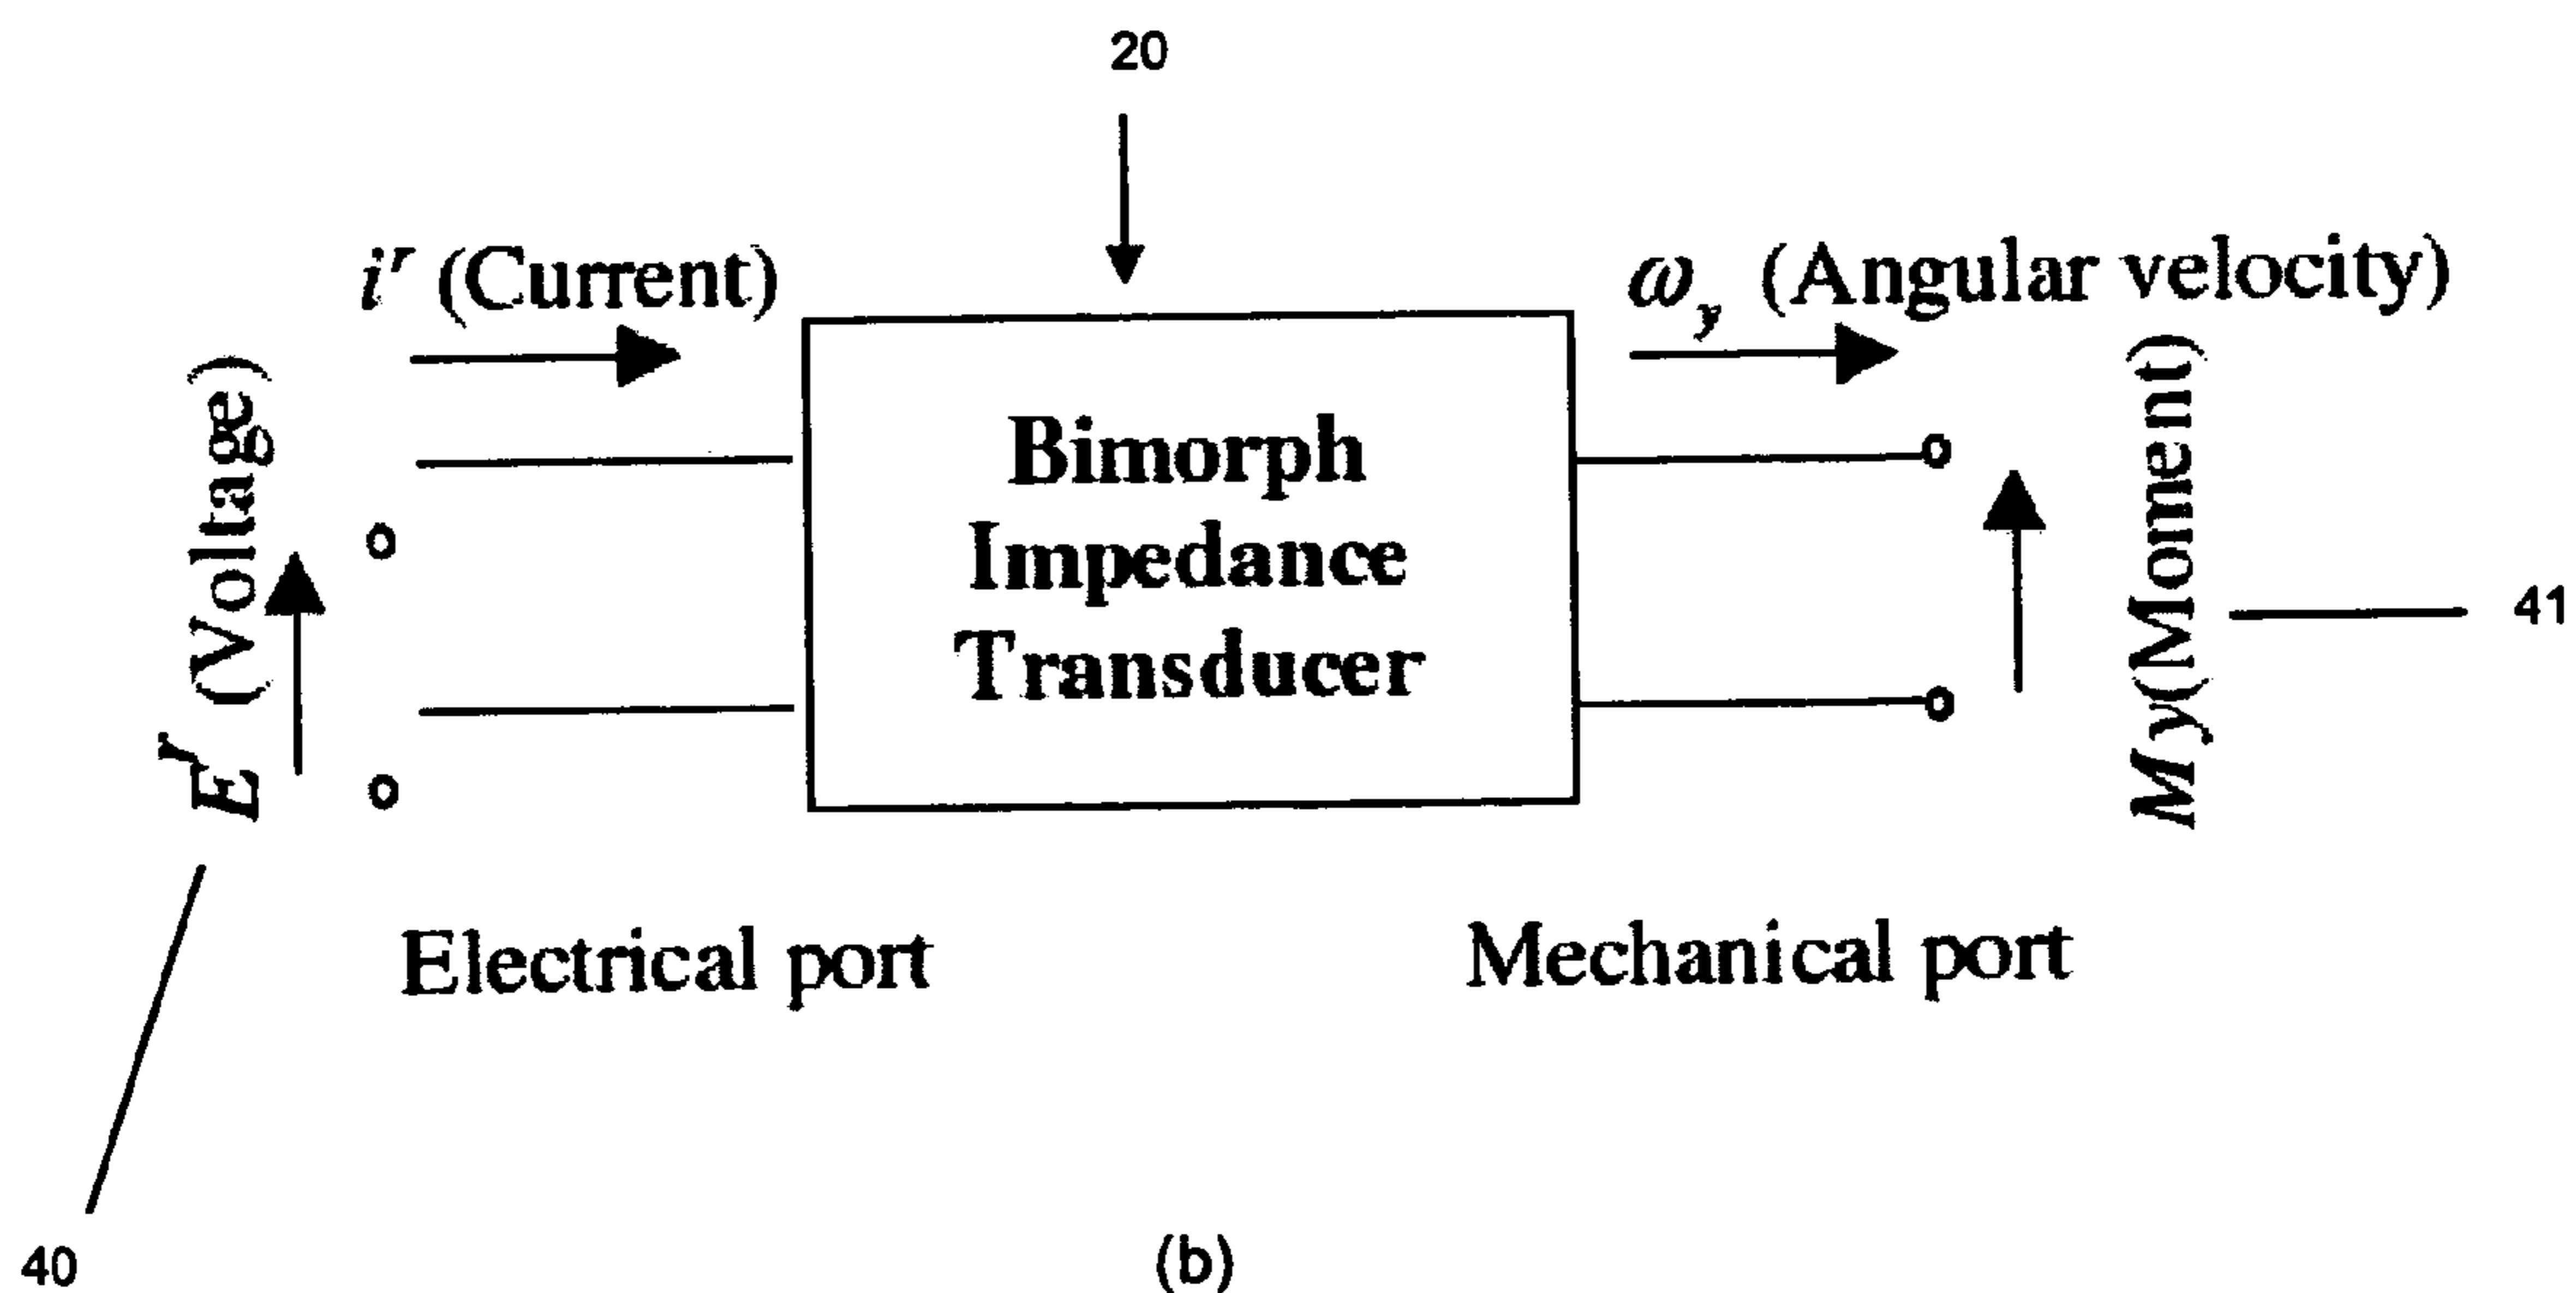 20
i^r (Current)
ω_y (Angular velocity)
E^r (Voltage)
Bimorph
Impedance
Transducer
My(Moment)
41
Electrical port
Mechanical port
40
(b)